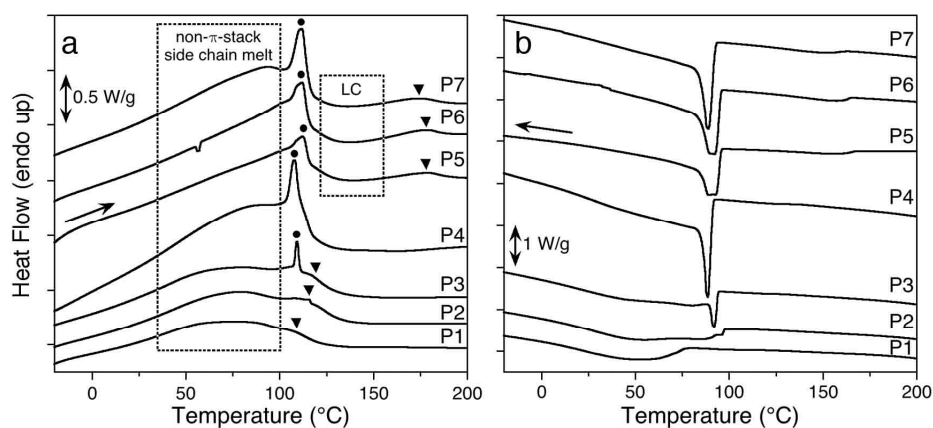 a
non-π-stack
side chain melt
0.5 W/g
LC
P7
P6
P5
P4
P3
P2
P1
Heat Flow (endo up)
0
50
100
150
200
Temperature (°C)
b
P7
P6
P5
P4
1 W/g
P3
P2
P1
0
50
100
150
200
Temperature (°C)